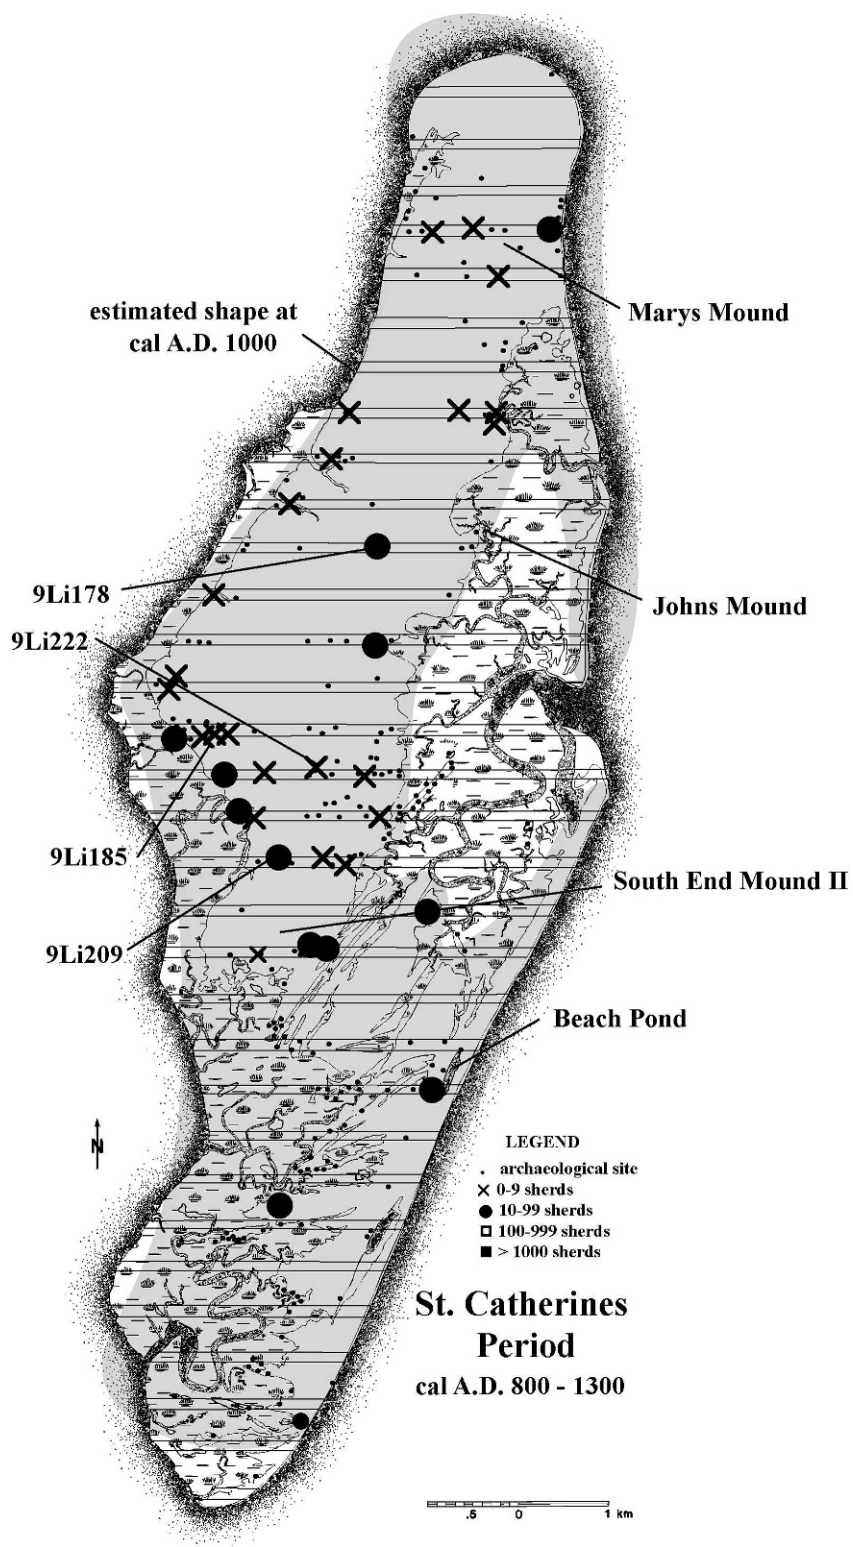 Marys Mound
estimated shape at
cal A.D. 1000
9Li178
Johns Mound
9Li222
9Li185
South End Mound II
9Li209
Beach Pond
N
LEGEND
archaeological site
0-9 sherds
10-99 sherds
100-999 sherds
> 1000 sherds
St. Catherines
Period
cal A.D. 800 - 1300
.5 0 1 km